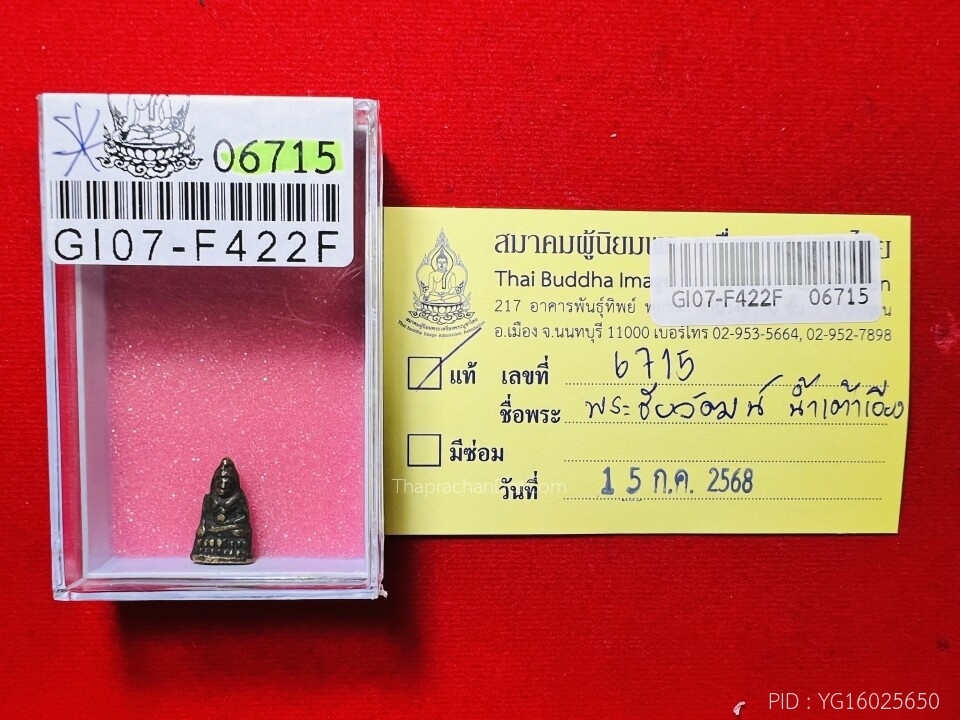 06715
GI07-F422F
สมาคมผู้นิยม
Thai Buddha Ima
GI07-F422F 06715
217 อาคารพันธุ์ทิพย์
อ.เมือง จ.นนทบุรี 11000 เบอร์โทร 02-953-5664, 02-952-7898
แท้ เลขที่ 6715
ชื่อพระ พระชัยวัฒน์ น้ำเต้าเอียง
มีซ่อม
วันที่ 15 ก.ค. 2568
PID : YG16025650